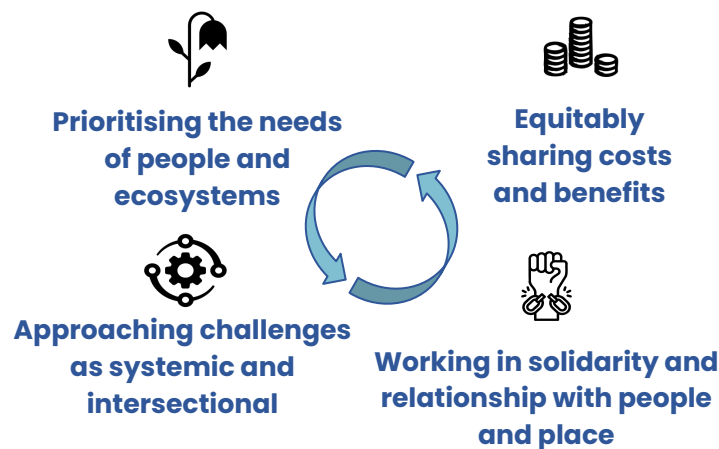 Prioritising the needs
of people and
ecosystems
Equitably
sharing costs
and benefits
Approaching challenges
as systemic and
intersectional
Working in solidarity and
relationship with people
and place